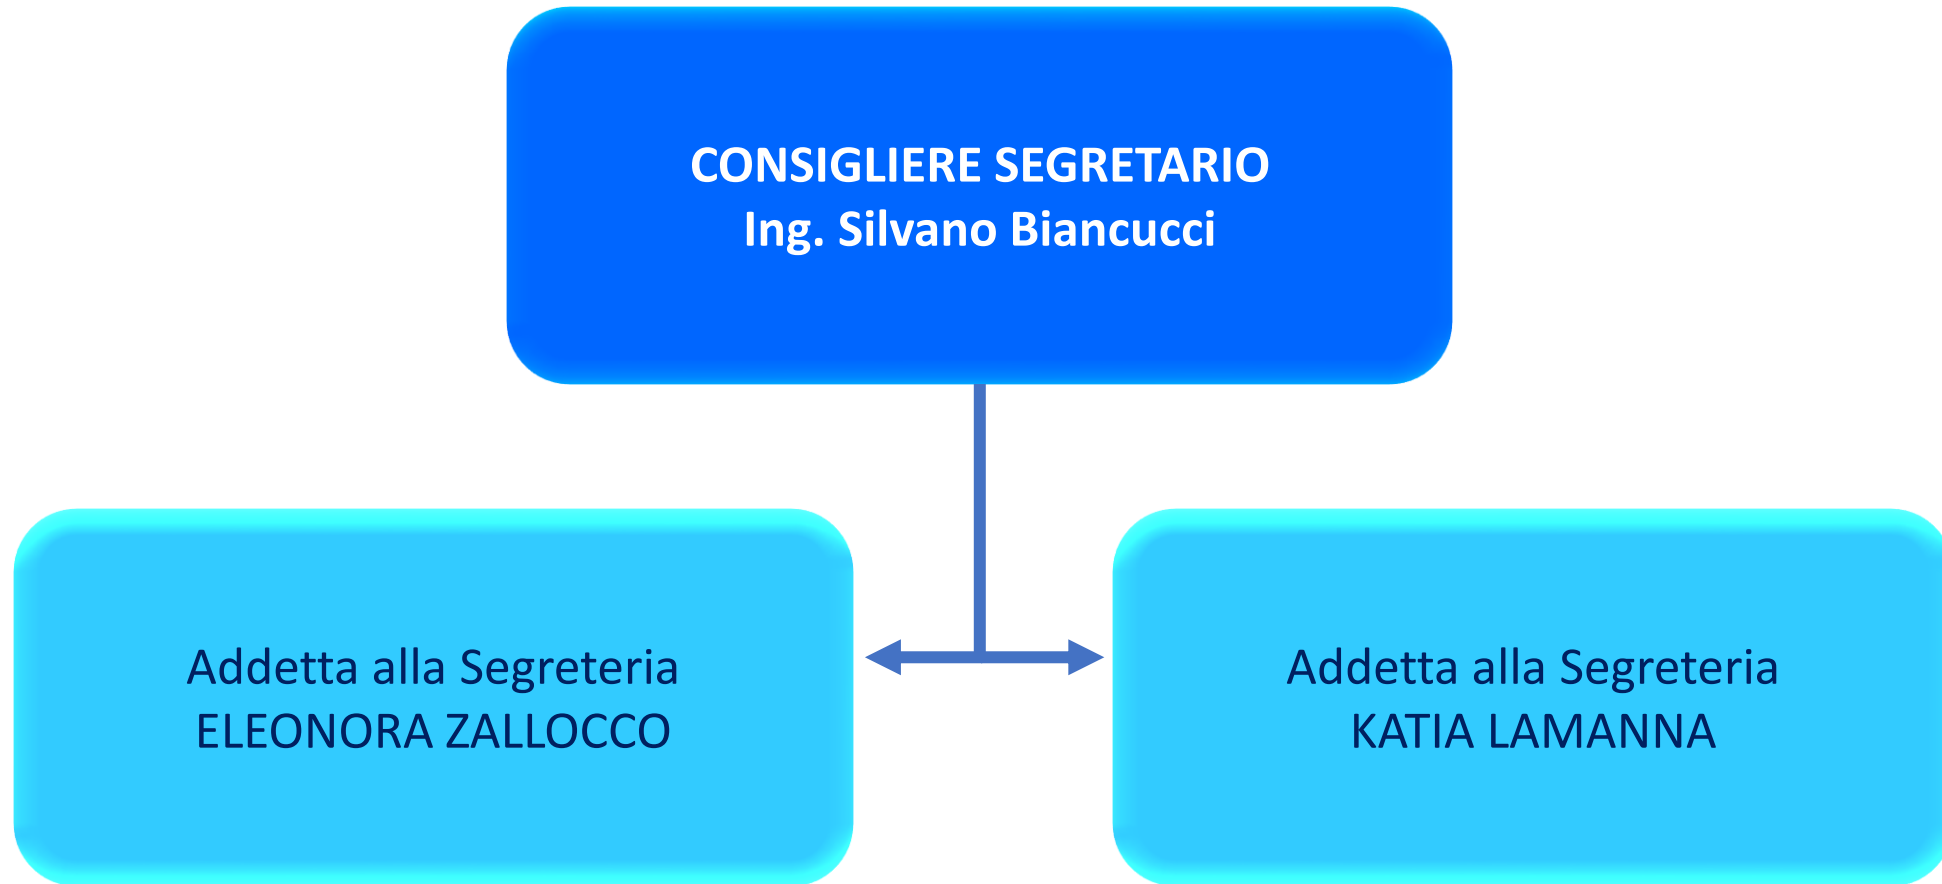 CONSIGLIERE SEGRETARIO
Ing. Silvano Biancucci
Addetta alla Segreteria
ELEONORA ZALLOCCO
Addetta alla Segreteria
KATIA LAMANNA